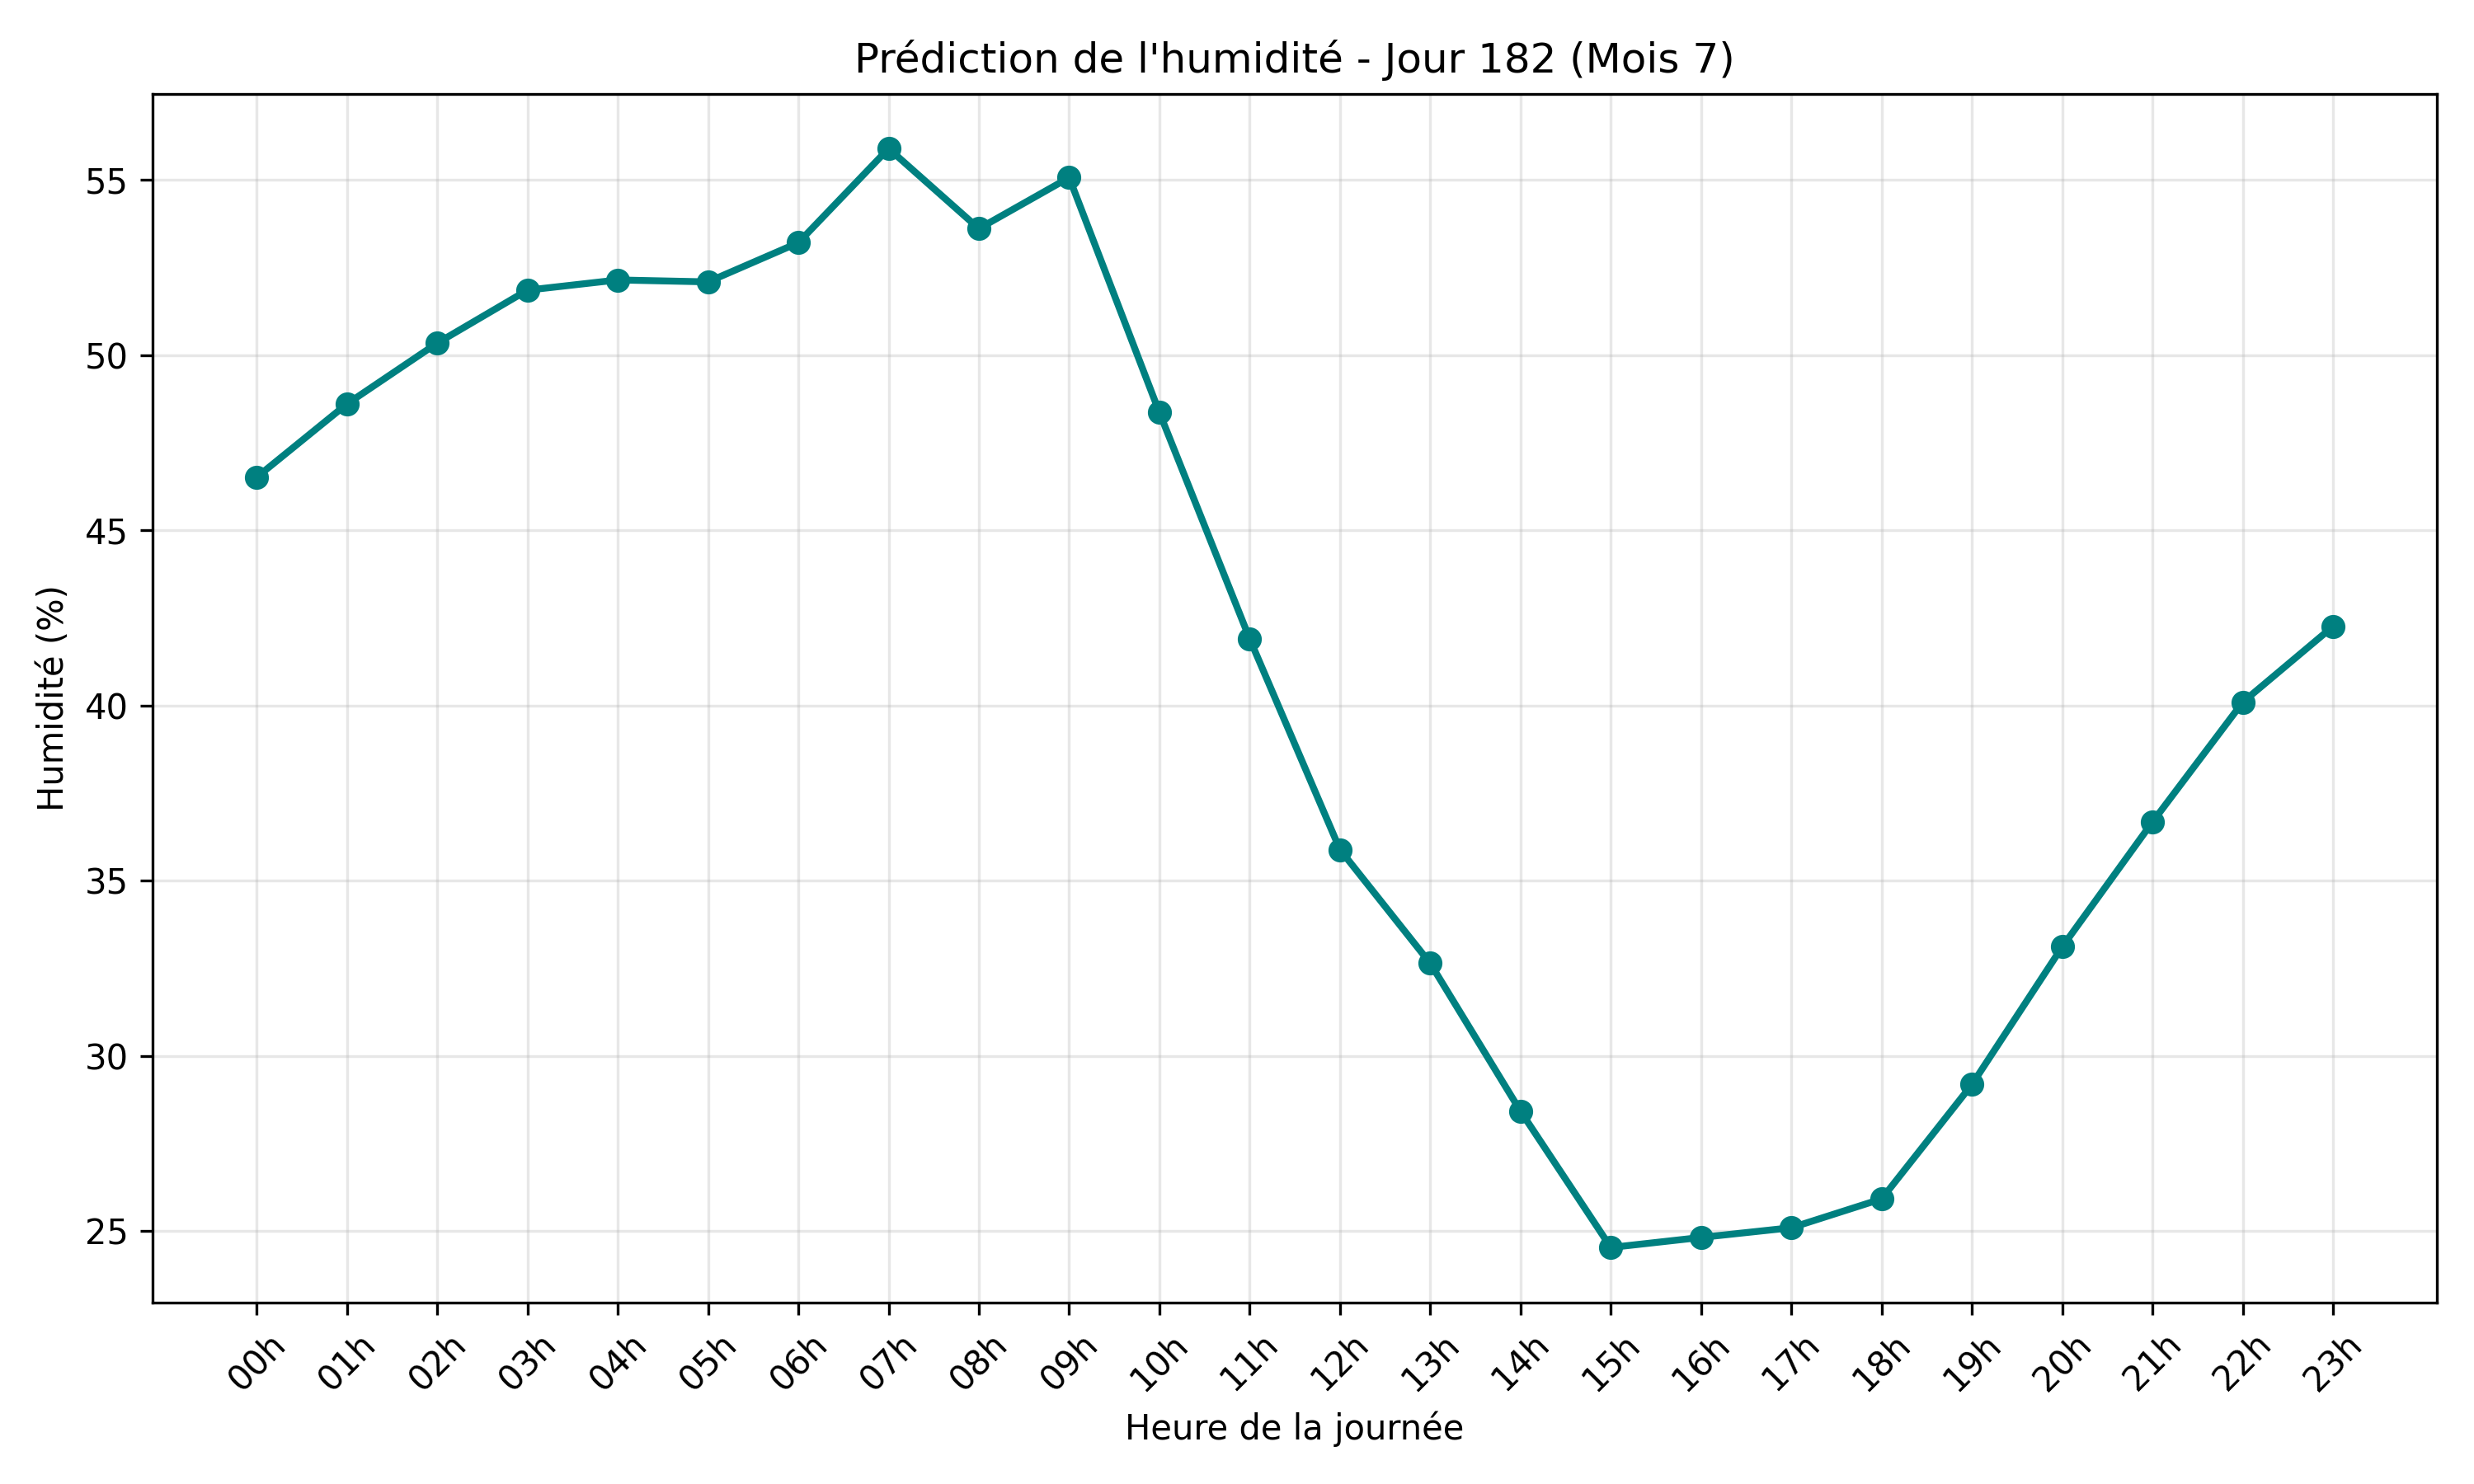 Prédiction de l'humidité - Jour 182 (Mois 7)
Humidité (%)
55
50
45
40
35
30
25
00h 01h 02h 03h 04h 05h 06h 07h 08h 09h 10h 11h 12h 13h 14h 15h 16h 17h 18h 19h 20h 21h 22h 23h
Heure de la journée